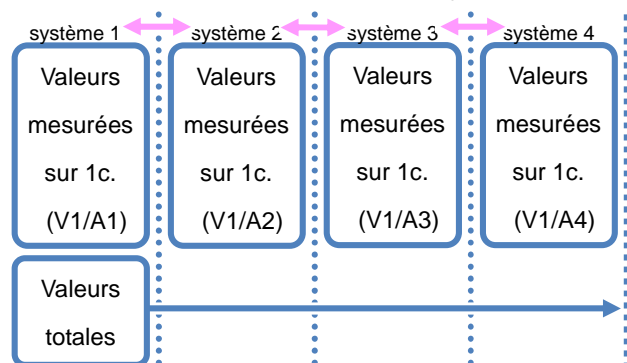 système 1 système 2 système 3 système 4
Valeurs
mesurées
sur 1c.
(V1/A1)
Valeurs
mesurées
sur 1c.
(V1/A2)
Valeurs
mesurées
sur 1c.
(V1/A3)
Valeurs
mesurées
sur 1c.
(V1/A4)
Valeurs
totales